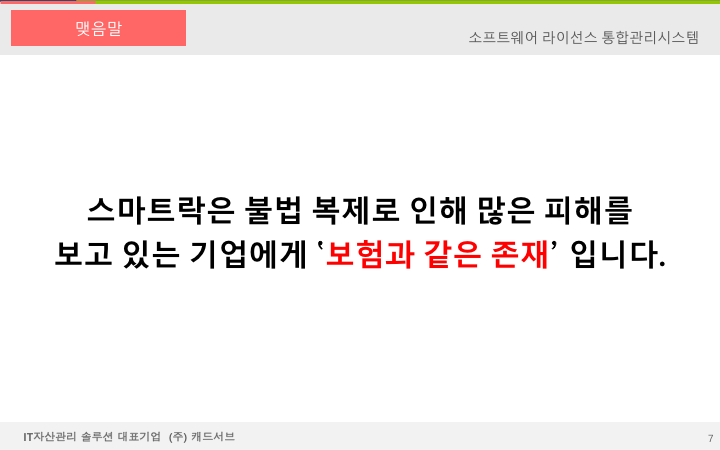 맺음말
소프트웨어 라이선스 통합관리시스템
스마트락은 불법 복제로 인해 많은 피해를
보고 있는 기업에게 ‘보험과 같은 존재’ 입니다.
IT자산관리 솔루션 대표기업 (주) 캐드서브
7